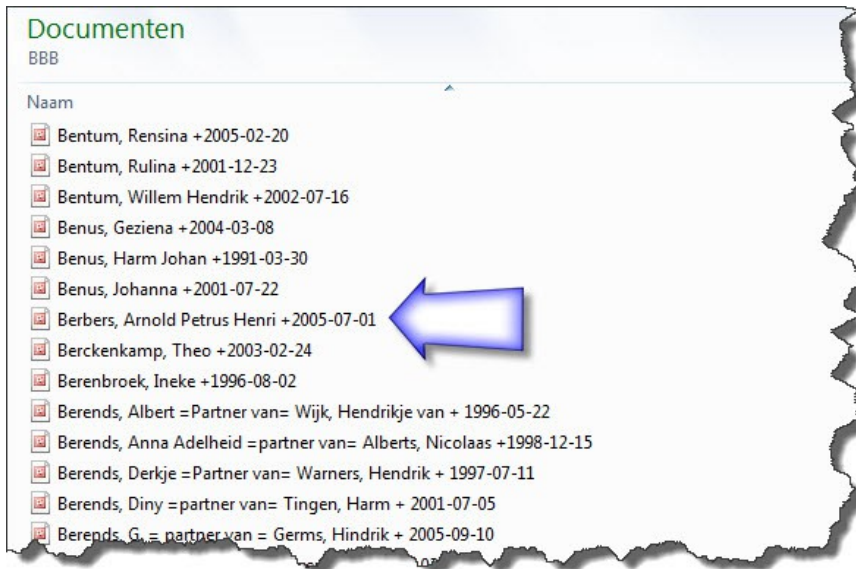 Documenten
BBB
Naam
Bentum, Rensina +2005-02-20
Bentum, Rulina +2001-12-23
Bentum, Willem Hendrik +2002-07-16
Benus, Geziena +2004-03-08
Benus, Harm Johan +1991-03-30
Benus, Johanna +2001-07-22
Berbers, Arnold Petrus Henri +2005-07-01
Berckenkamp, Theo +2003-02-24
Berenbroek, Ineke +1996-08-02
Berends, Albert =Partner van= Wijk, Hendrikje van + 1996-05-22
Berends, Anna Adelheid =partner van= Alberts, Nicolaas +1998-12-15
Berends, Derkje =Partner van= Warners, Hendrik + 1997-07-11
Berends, Diny =partner van= Tingen, Harm + 2001-07-05
Berends, G. = partner van = Germs, Hindrik + 2005-09-10